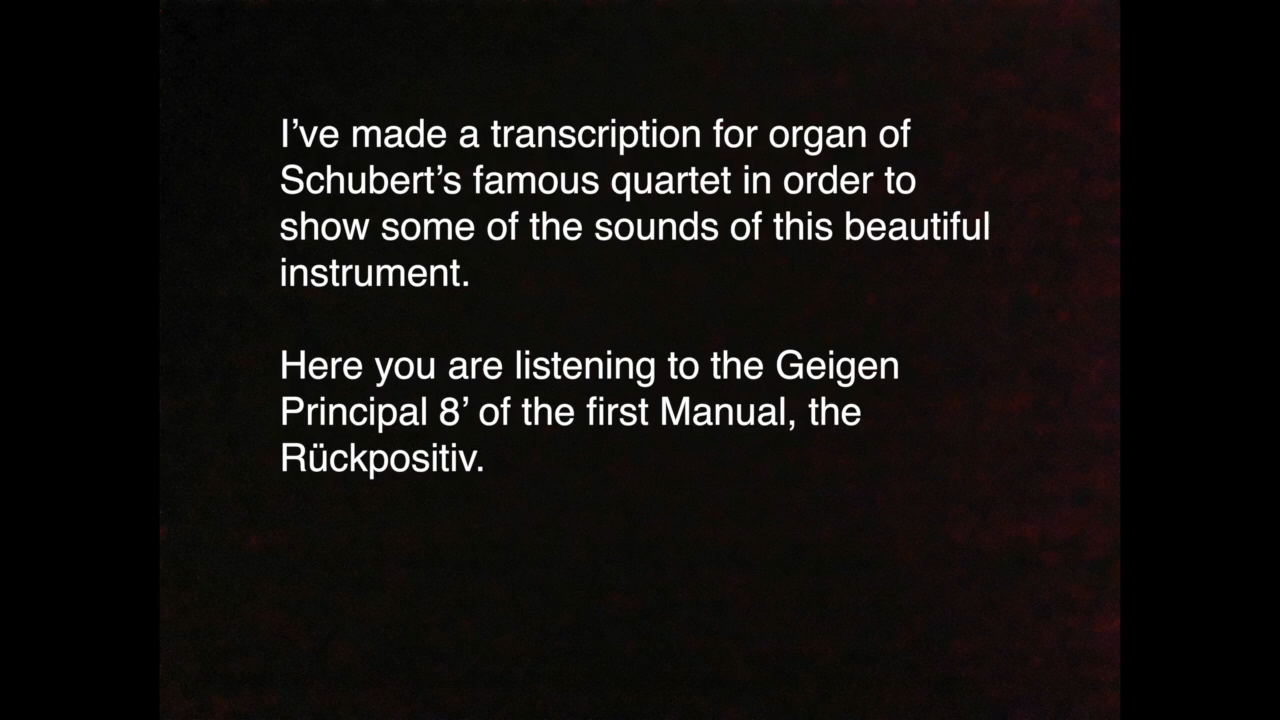 I’ve made a transcription for organ of
Schubert’s famous quartet in order to
show some of the sounds of this beautiful
instrument.
Here you are listening to the Geigen
Principal 8’ of the first Manual, the
Rückpositiv.